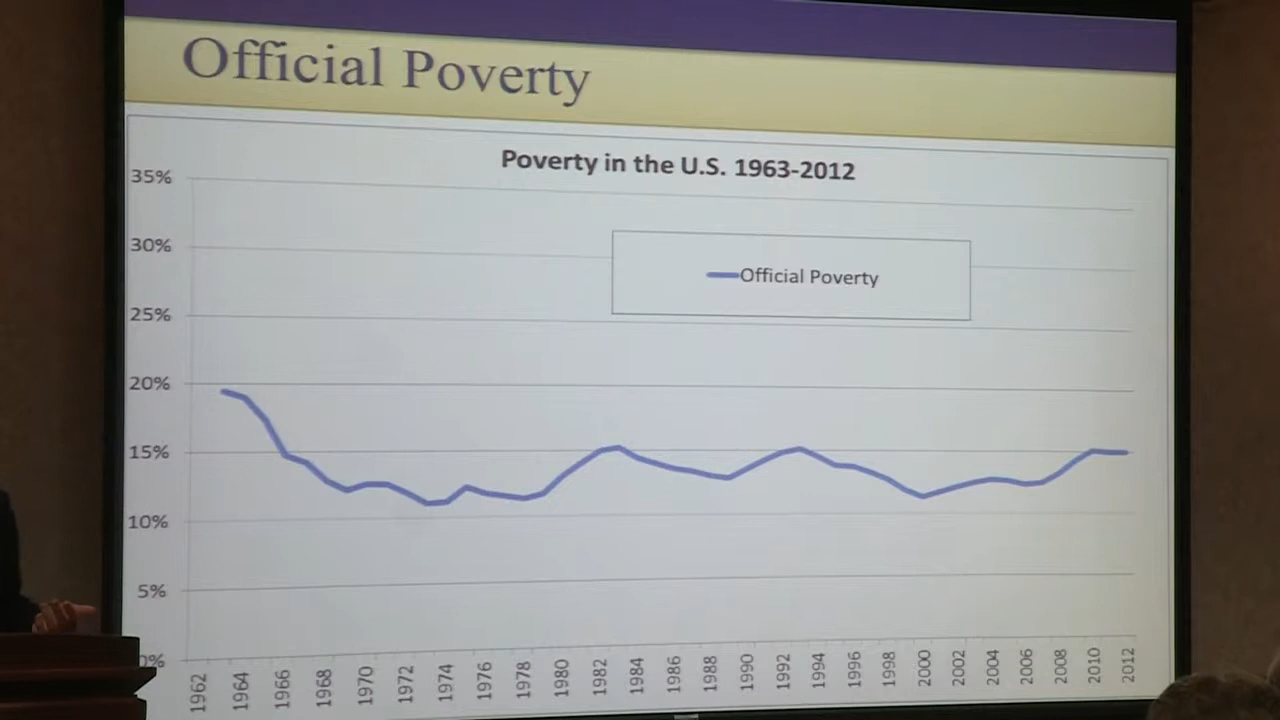 Official Poverty
Poverty in the U.S. 1963-2012
35%
30%
25%
20%
15%
10%
5%
0%
Official Poverty
1962 1964 1966 1968 1970 1972 1974 1976 1978 1980 1982 1984 1986 1988 1990 1992 1994 1996 1998 2000 2002 2004 2006 2008 2010 2012